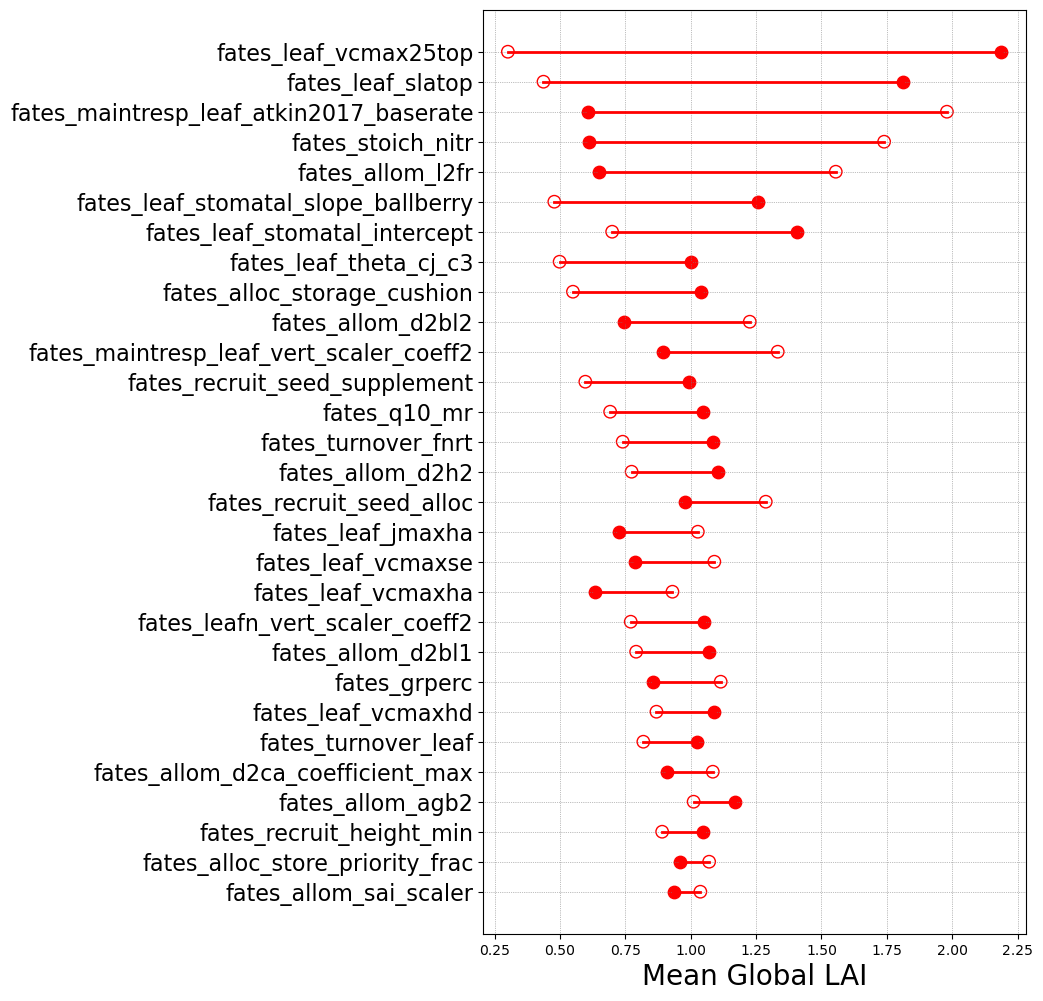 fates_leaf_vcmax25top
fates_leaf_slatop
fates_maintresp_leaf_atkin2017_baserate
fates_stoich_nitr
fates_allom_l2fr
fates_leaf_stomatal_slope_ballberry
fates_leaf_stomatal_intercept
fates_leaf_theta_cj_c3
fates_alloc_storage_cushion
fates_allom_d2bl2
fates_maintresp_leaf_vert_scaler_coeff2
fates_recruit_seed_supplement
fates_q10_mr
fates_turnover_fnrt
fates_allom_d2h2
fates_recruit_seed_alloc
fates_leaf_jmaxha
fates_leaf_vcmaxse
fates_leaf_vcmaxha
fates_leafn_vert_scaler_coeff2
fates_allom_d2bl1
fates_grperc
fates_leaf_vcmaxhd
fates_turnover_leaf
fates_allom_d2ca_coefficient_max
fates_allom_agb2
fates_recruit_height_min
fates_alloc_store_priority_frac
fates_allom_sai_scaler
0.25 0.50 0.75 1.00 1.25 1.50 1.75 2.00 2.25
Mean Global LAI